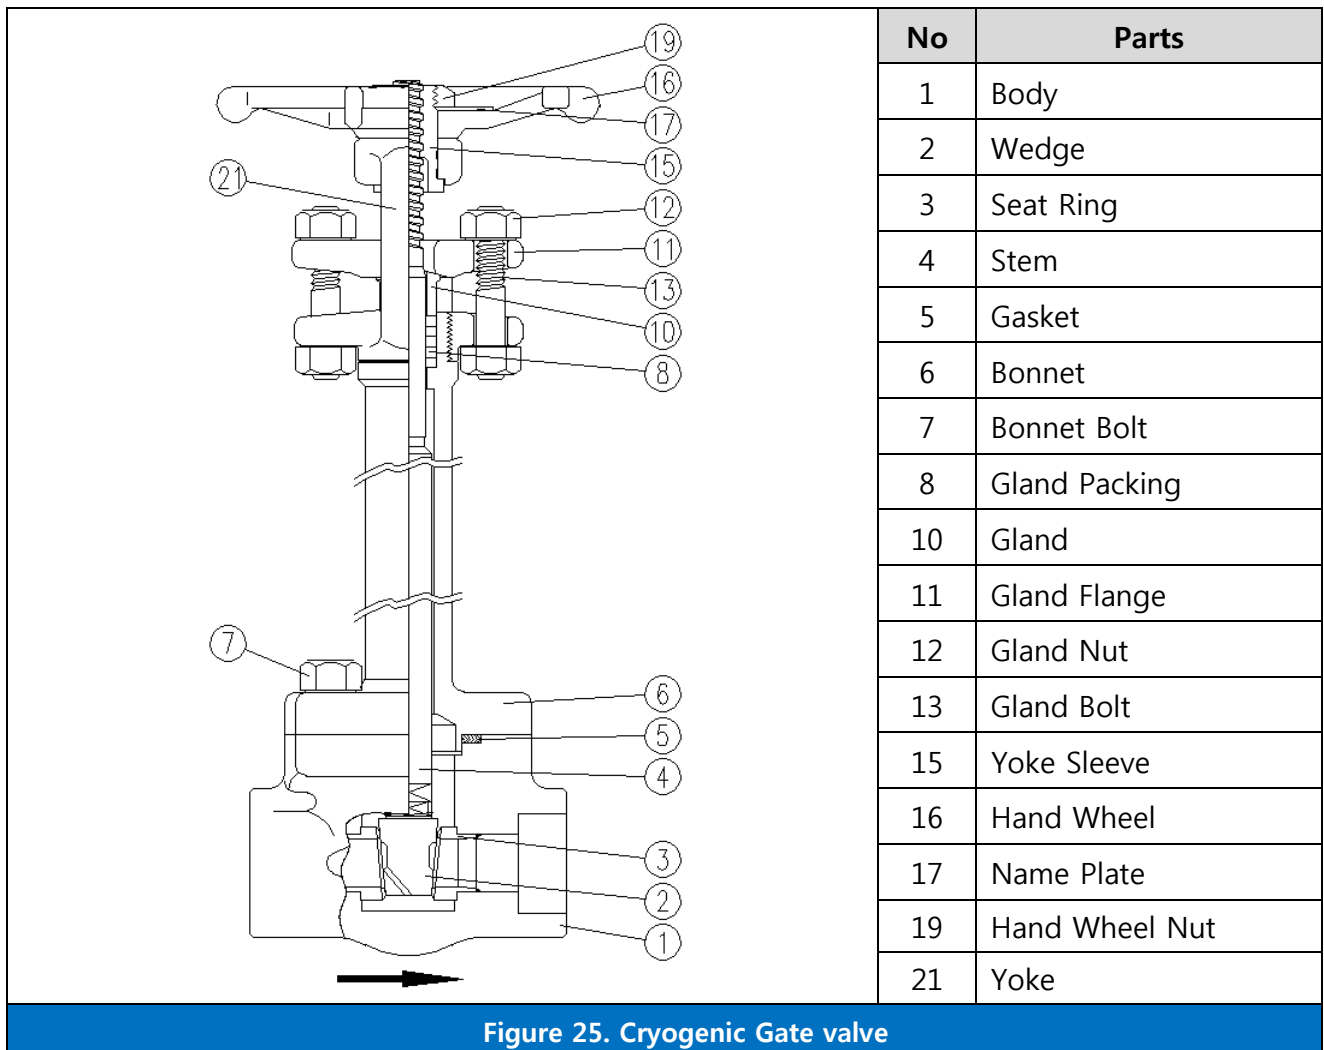 19
16
17
15
21
12
11
13
10
8
7
6
5
4
3
2
1
No Parts
1 Body
2 Wedge
3 Seat Ring
4 Stem
5 Gasket
6 Bonnet
7 Bonnet Bolt
8 Gland Packing
10 Gland
11 Gland Flange
12 Gland Nut
13 Gland Bolt
15 Yoke Sleeve
16 Hand Wheel
17 Name Plate
19 Hand Wheel Nut
21 Yoke
Figure 25. Cryogenic Gate valve